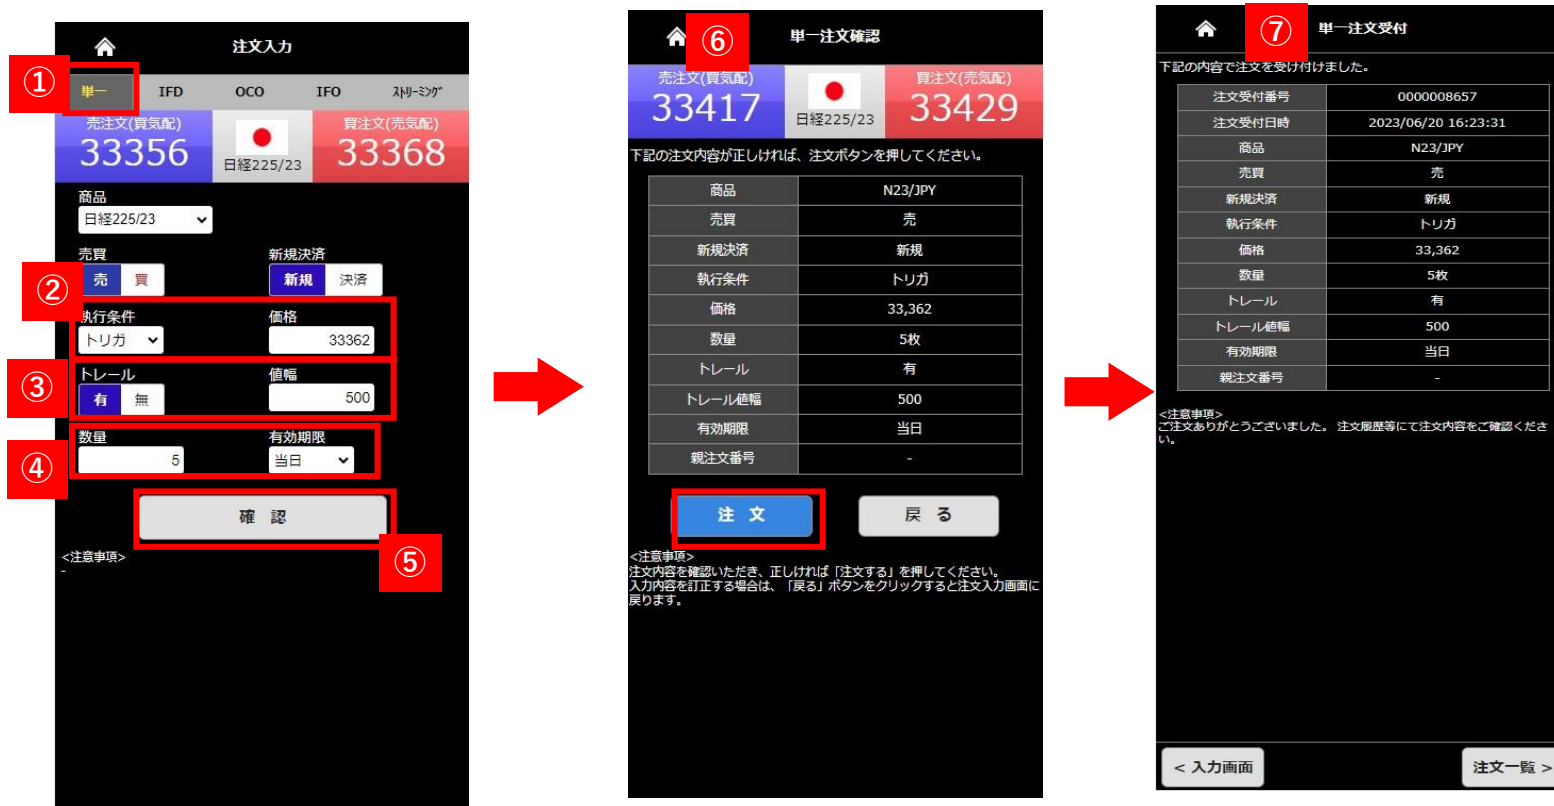 ①
注文入力
単一 IFD OCO IFO ｽﾄﾘｰﾐﾝｸﾞ
売注文(買気配) 買注文(売気配)
33356 日経225/23 33368
商品
日経225/23
売買 新規決済
売 買 新規 決済
②
執行条件 価格
トリガ 33362
③
トレール 値幅
有 無 500
④
数量 有効期限
5 当日
確 認
⑤
<注意事項>
-
⑥
単一注文確認
売注文(買気配) 買注文(売気配)
33417 日経225/23 33429
下記の注文内容が正しければ、注文ボタンを押してください。
商品 N23/JPY
売買 売
新規決済 新規
執行条件 トリガ
価格 33,362
数量 5枚
トレール 有
トレール値幅 500
有効期限 当日
親注文番号 -
注 文 戻 る
<注意事項>
注文内容を確認いただき、正しければ「注文する」を押してください。
入力内容を訂正する場合は、「戻る」ボタンをクリックすると注文入力画面に
戻ります。
⑦
単一注文受付
下記の内容で注文を受け付けました。
注文受付番号 0000008657
注文受付日時 2023/06/20 16:23:31
商品 N23/JPY
売買 売
新規決済 新規
執行条件 トリガ
価格 33,362
数量 5枚
トレール 有
トレール値幅 500
有効期限 当日
親注文番号 -
<注意事項>
ご注文ありがとうございました。 注文履歴等にて注文内容をご確認くださ
い。
< 入力画面 注文一覧 >